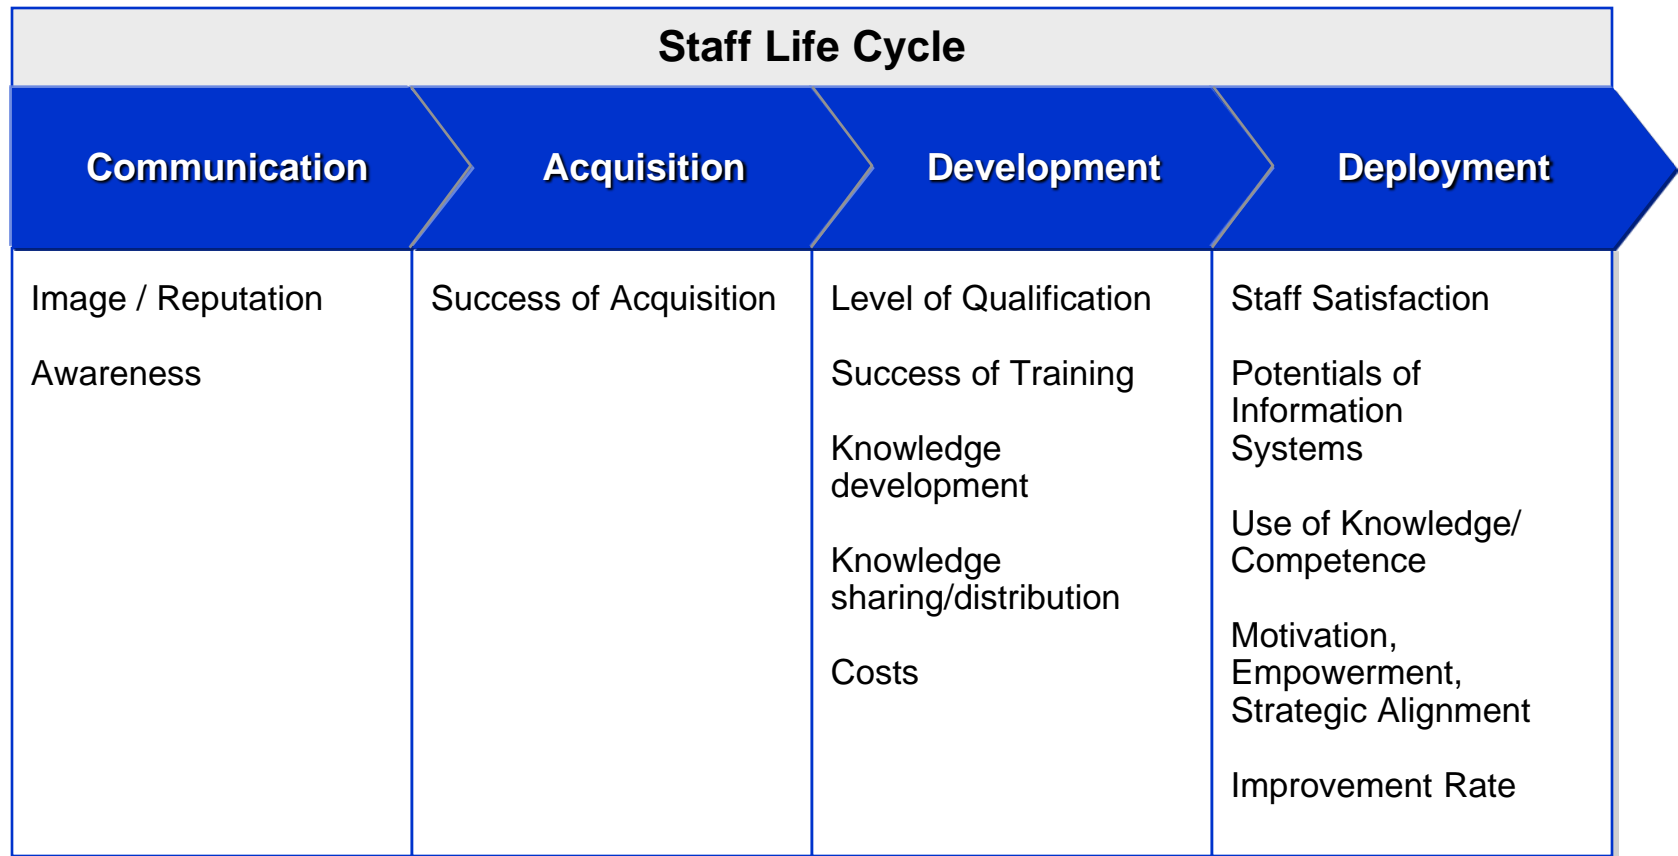 Staff Life Cycle
Communication
Acquisition
Development
Deployment
Image / Reputation
Awareness
Success of Acquisition
Level of Qualification
Success of Training
Knowledge
development
Knowledge
sharing/distribution
Costs
Staff Satisfaction
Potentials of
Information
Systems
Use of Knowledge/
Competence
Motivation,
Empowerment,
Strategic Alignment
Improvement Rate